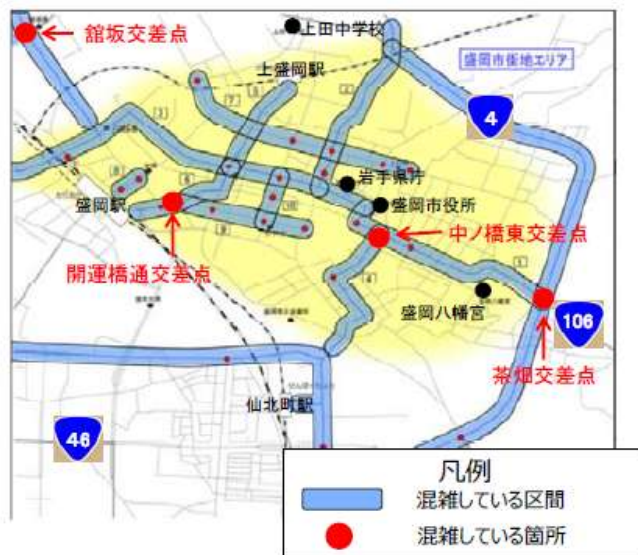 舘坂交差点
上田中学校
盛岡市街地エリア
上盛岡駅
4
岩手県庁
盛岡駅
盛岡市役所
中ノ橋東交差点
開運橋通交差点
盛岡八幡宮
106
茶畑交差点
仙北町駅
46
凡例
混雑している区間
混雑している箇所